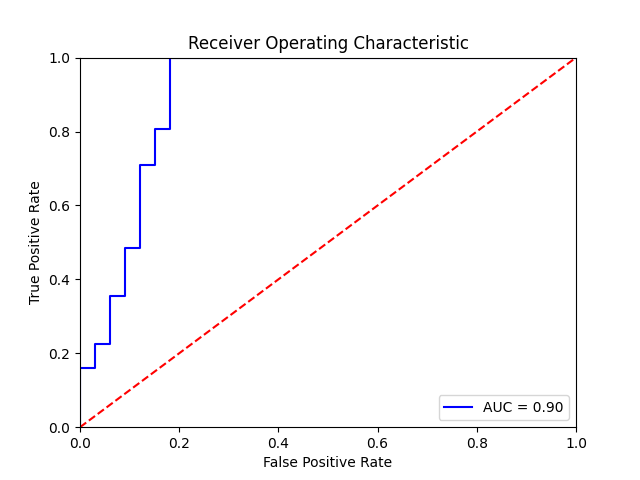 Receiver Operating Characteristic
1.0
0.8
0.6
0.4
0.2
0.0
True Positive Rate
AUC = 0.90
0.0 0.2 0.4 0.6 0.8 1.0
False Positive Rate